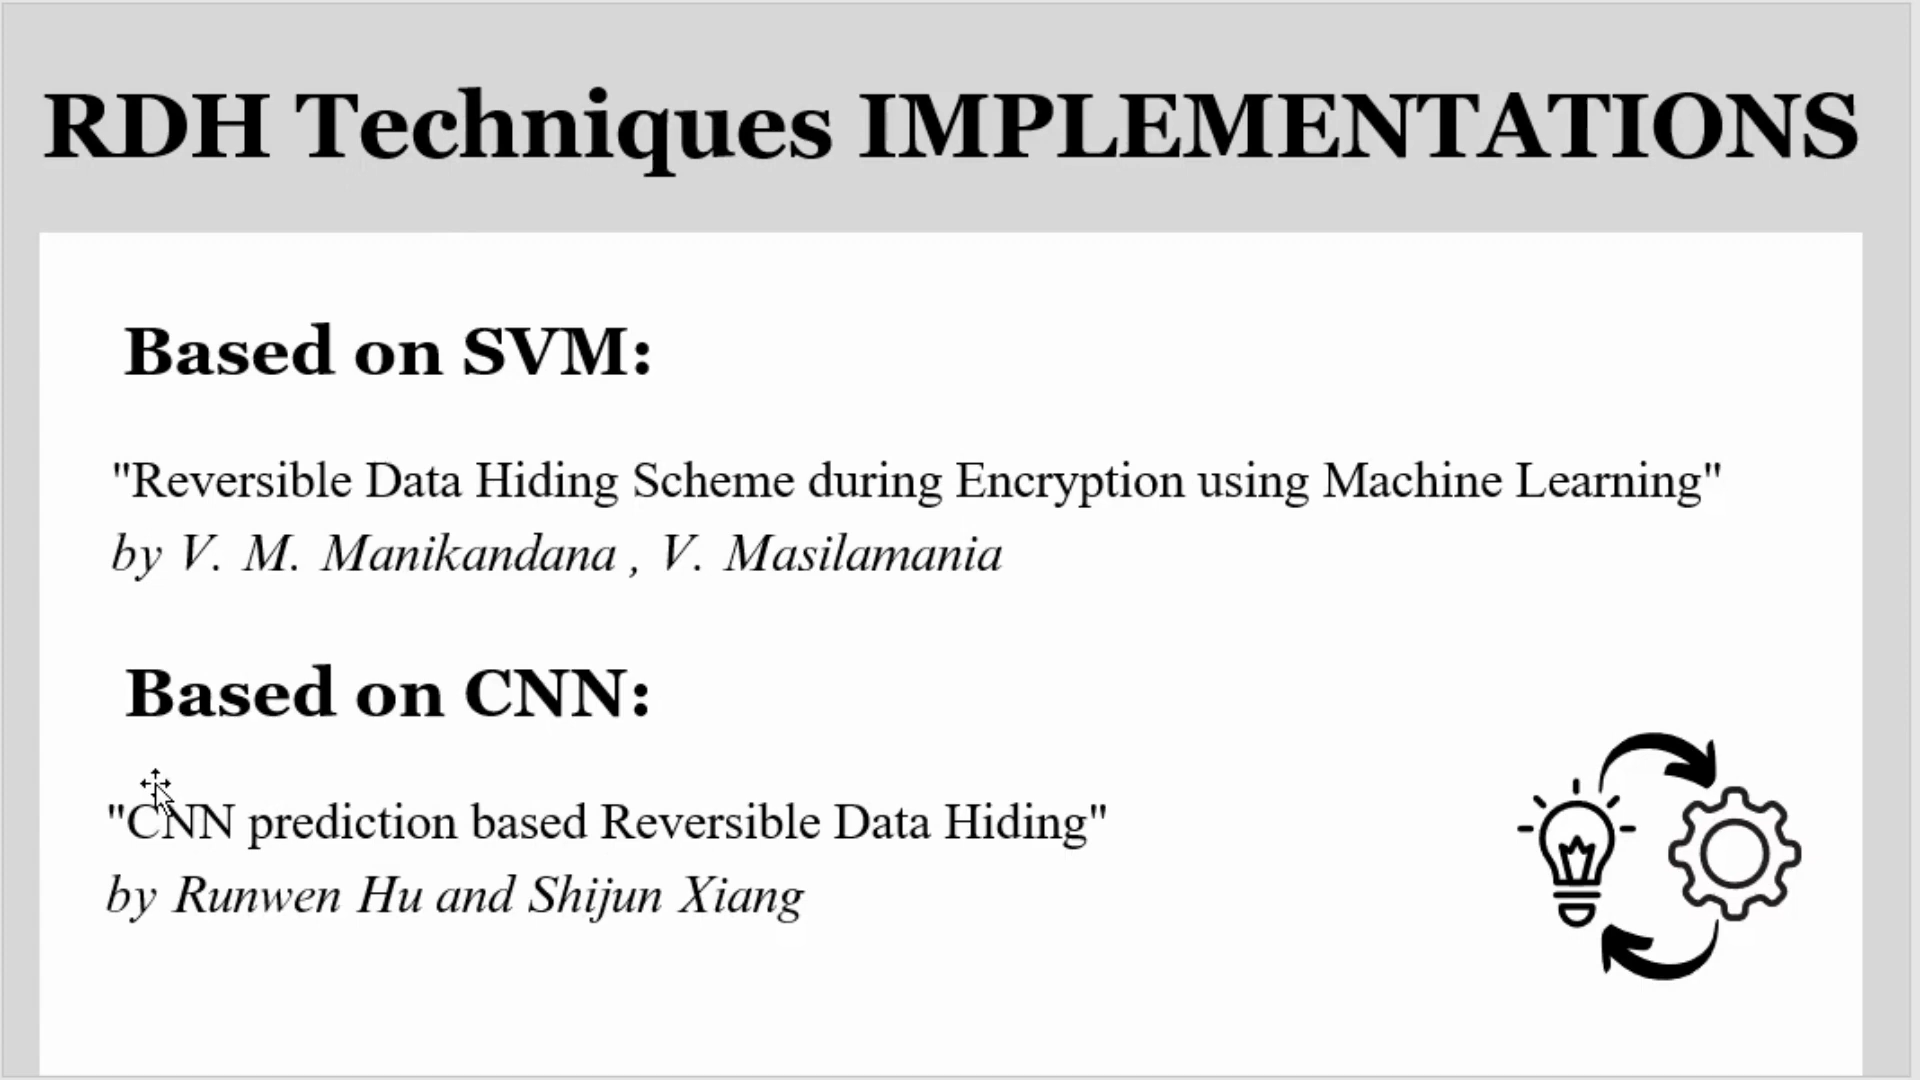 RDH Techniques IMPLEMENTATIONS
Based on SVM:
"Reversible Data Hiding Scheme during Encryption using Machine Learning"
by V. M. Manikandana , V. Masilamania
Based on CNN:
"CNN prediction based Reversible Data Hiding"
by Runwen Hu and Shijun Xiang